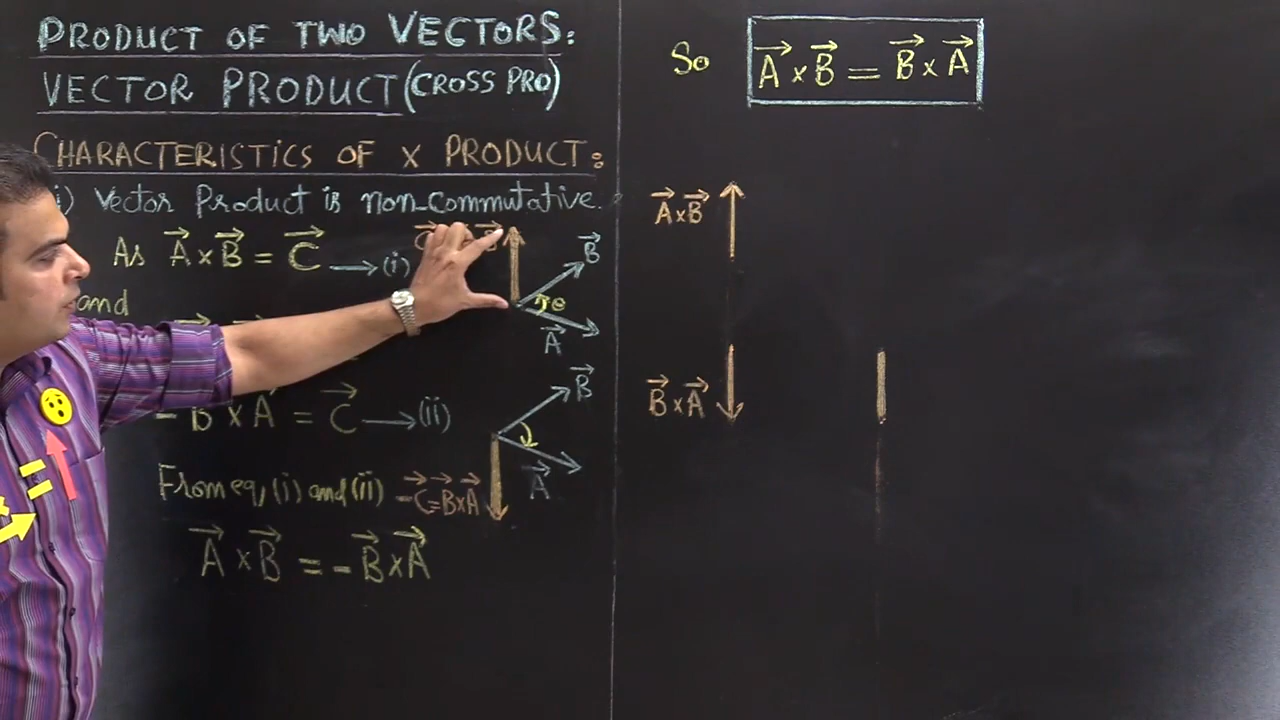 PRODUCT OF TWO VECTORS:
VECTOR PRODUCT (CROSS PRO)
CHARACTERISTICS OF X PRODUCT:
i) Vector Product is non-commutative.
As A⃗ × B⃗ = C⃗ → (i)
B⃗
θ
A⃗
and
- B⃗ × A⃗ = C⃗ → (ii)
B⃗
A⃗
From eq, (i) and (ii)
-C⃗ = B⃗ × A⃗
A⃗ × B⃗ = - B⃗ × A⃗
So A⃗ × B⃗ = B⃗ × A⃗
A⃗ × B⃗
B⃗ × A⃗